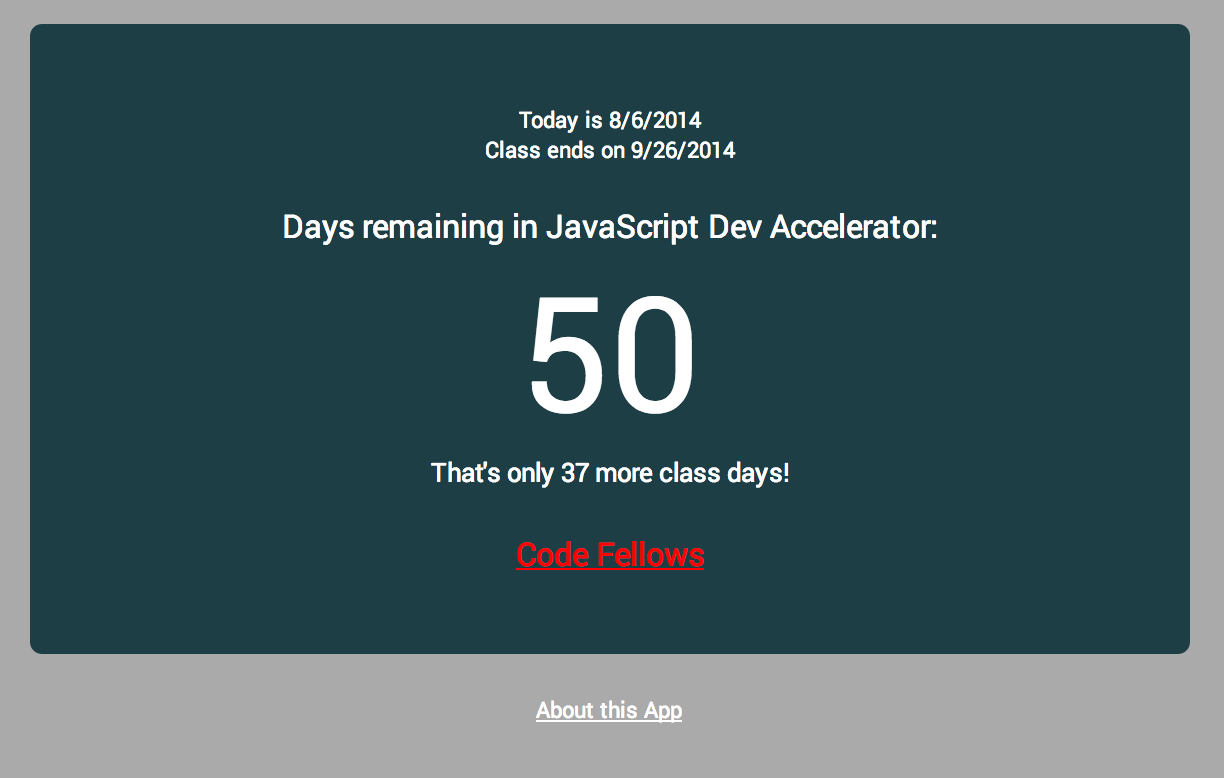 Today is 8/6/2014
Class ends on 9/26/2014
Days remaining in JavaScript Dev Accelerator:
50
That's only 37 more class days!
Code Fellows
About this App